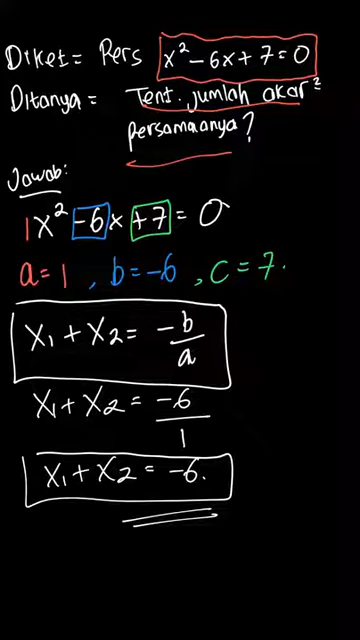 Diket = Pers x² - 6x + 7 = 0
Ditanya = Tent. jumlah akar²
persamaanya?
Jawab:
1x² -6x +7 = 0
a = 1 , b = -6 , c = 7.
x₁ + x₂ = -b/a
x₁ + x₂ = -6/1
x₁ + x₂ = -6.